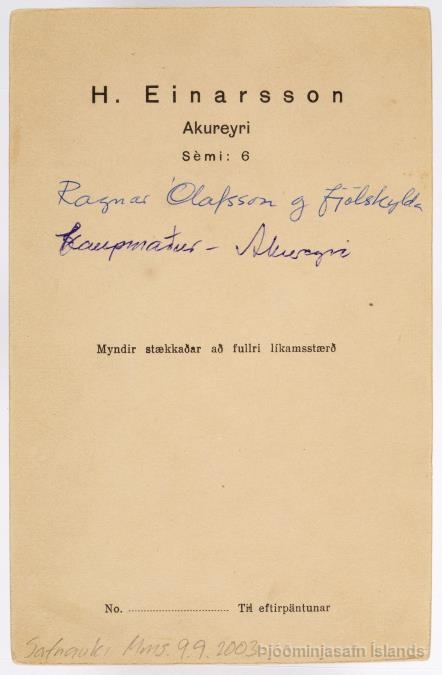 H. Einarsson
Akureyri
Sèmi: 6
Ragnar Ólafsson og fjölskylda
Kaupmaður - Akureyri
Myndir stækkaðar að fullri líkamsstærð
No. ........................... Til eftirpäntunar
Safnauki Mms. 9.9.2003
Þjóðminjasafn Íslands